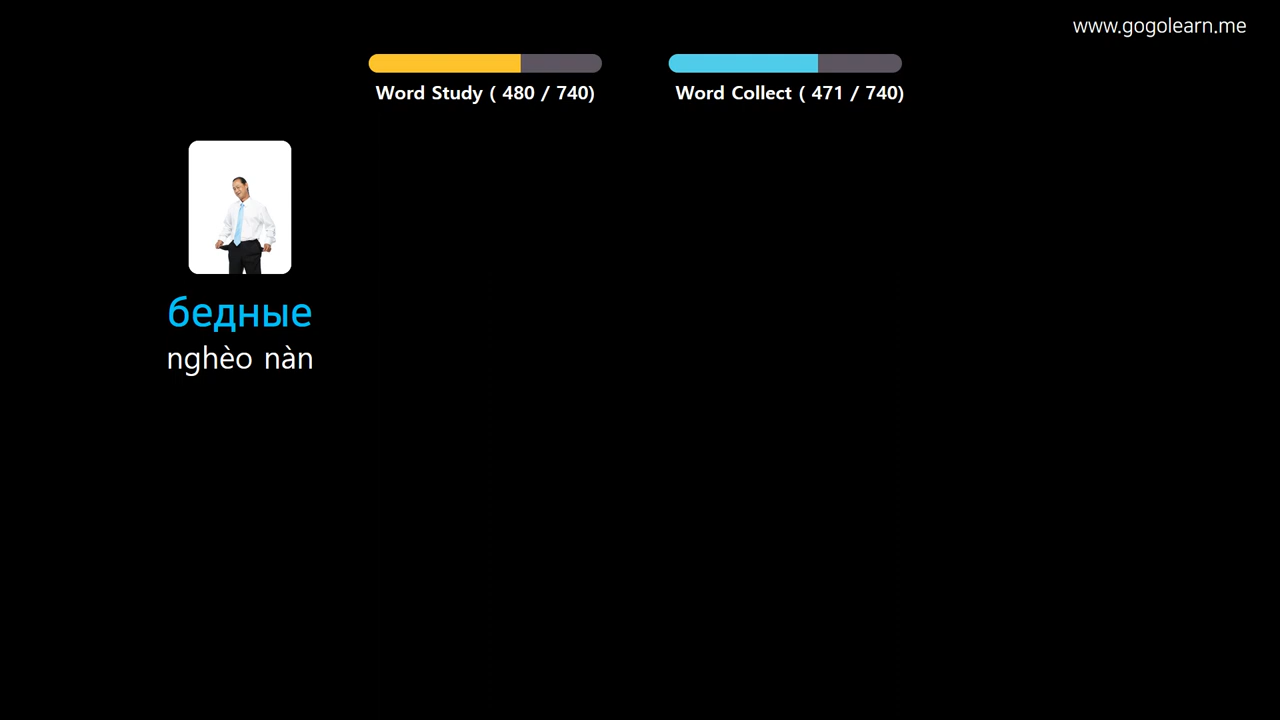 www.gogolearn.me
Word Study ( 480 / 740)
Word Collect ( 471 / 740)
бедные
nghèo nàn